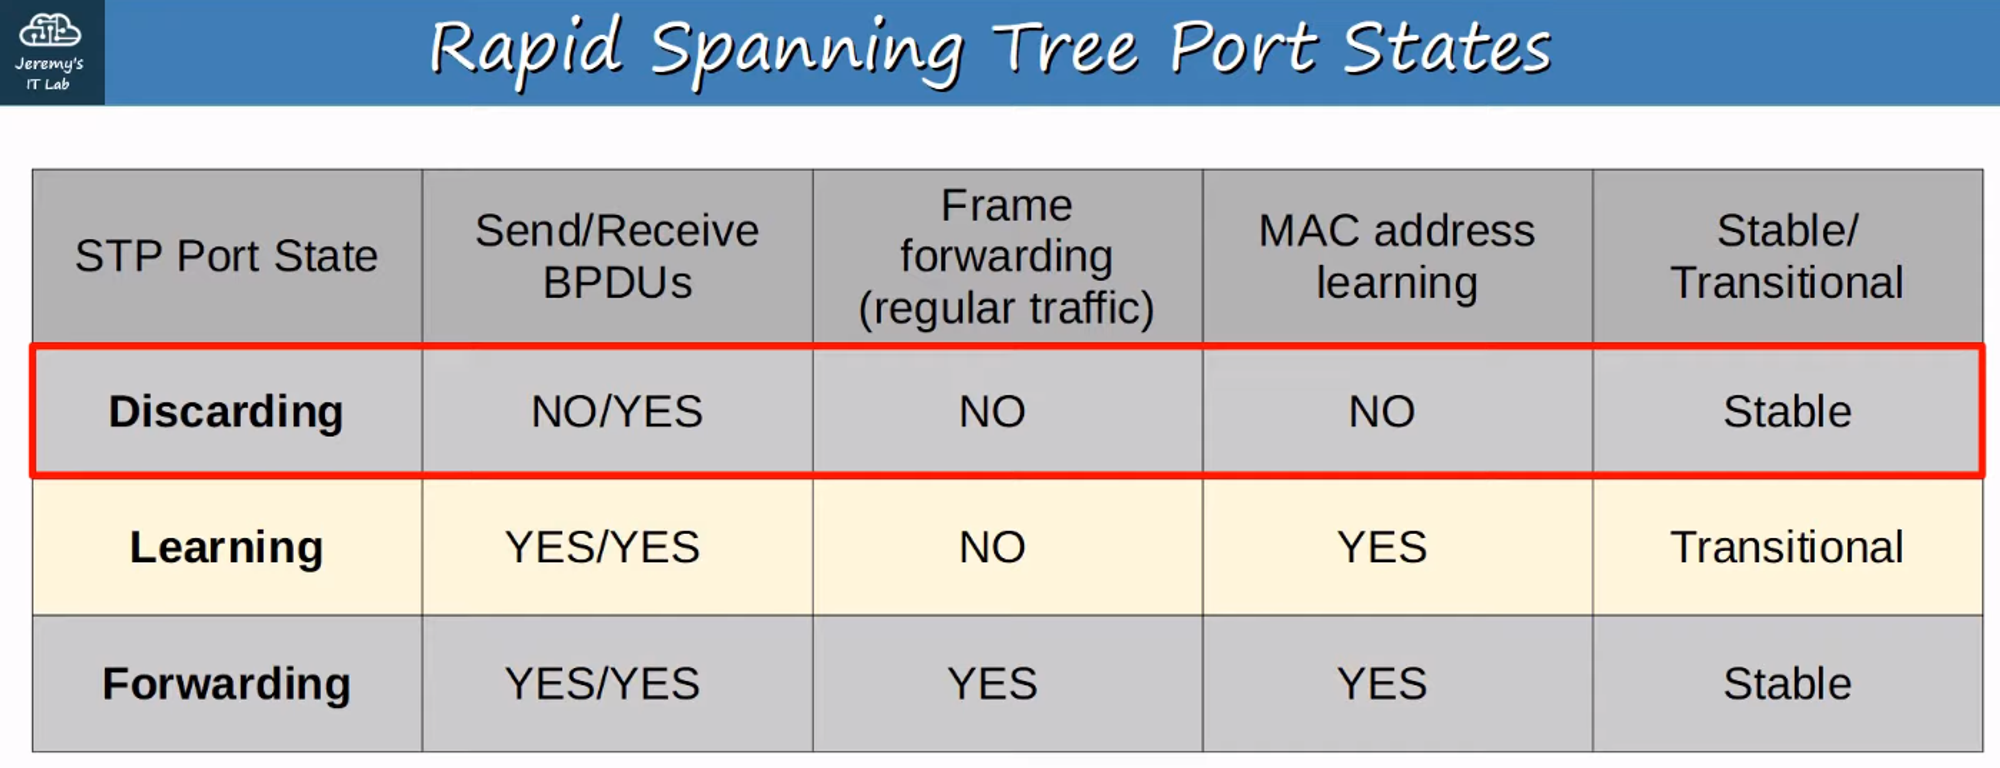 Jeremy's
IT Lab
Rapid Spanning Tree Port States
STP Port State
Send/Receive
BPDUs
Frame
forwarding
(regular traffic)
MAC address
learning
Stable/
Transitional
Discarding
NO/YES
NO
NO
Stable
Learning
YES/YES
NO
YES
Transitional
Forwarding
YES/YES
YES
YES
Stable